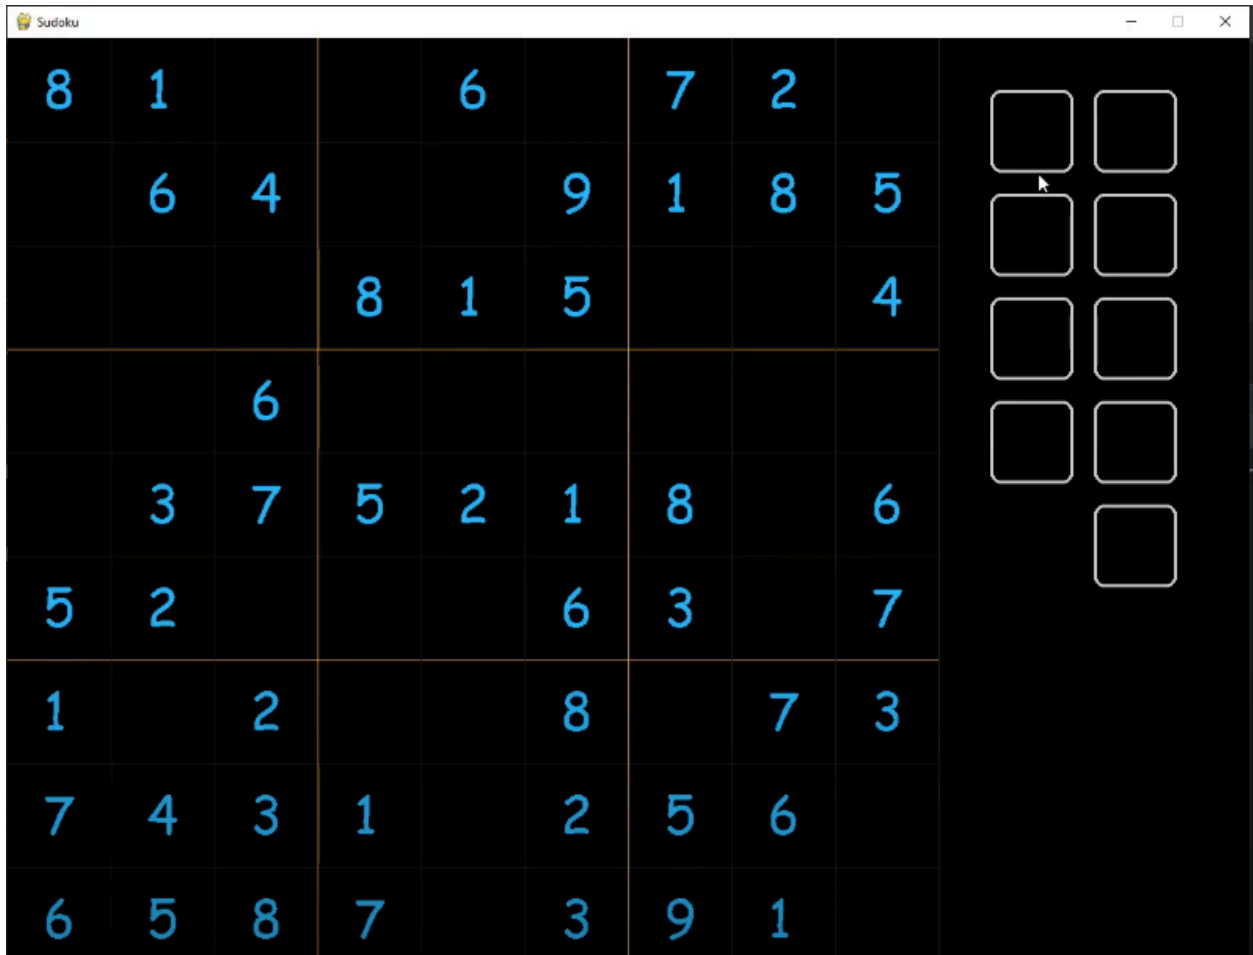 Sudoku
8 1 6 7 2
6 4 9 1 8 5
8 1 5 4
6
3 7 5 2 1 8 6
5 2 6 3 7
1 2 8 7 3
7 4 3 1 2 5 6
6 5 8 7 3 9 1